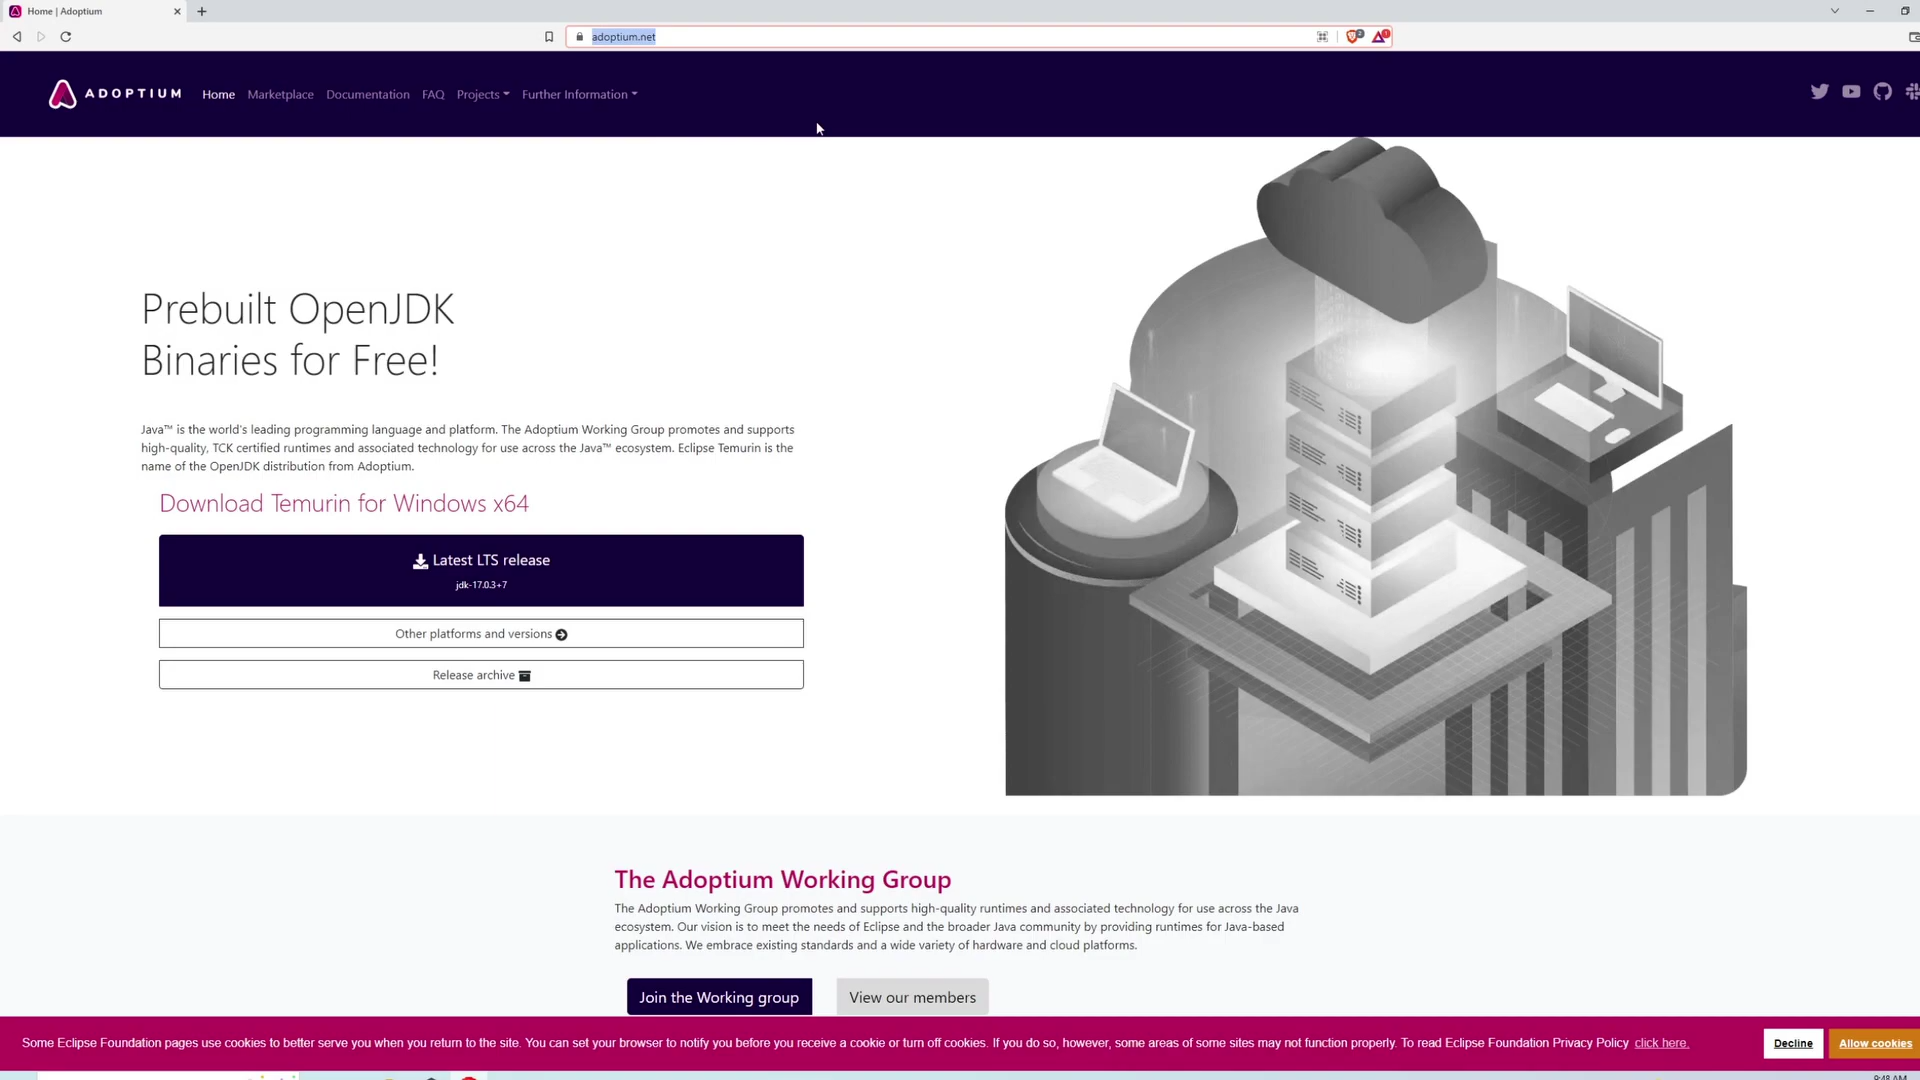 Home | Adoptium
adoptium.net
2
1
ADOPTIUM
Home
Marketplace
Documentation
FAQ
Projects
Further Information
Prebuilt OpenJDK
Binaries for Free!
Java™ is the world's leading programming language and platform. The Adoptium Working Group promotes and supports
high-quality, TCK certified runtimes and associated technology for use across the Java™ ecosystem. Eclipse Temurin is the
name of the OpenJDK distribution from Adoptium.
Download Temurin for Windows x64
Latest LTS release
jdk-17.0.3+7
Other platforms and versions
Release archive
The Adoptium Working Group
The Adoptium Working Group promotes and supports high-quality runtimes and associated technology for use across the Java
ecosystem. Our vision is to meet the needs of Eclipse and the broader Java community by providing runtimes for Java-based
applications. We embrace existing standards and a wide variety of hardware and cloud platforms.
Join the Working group
View our members
Some Eclipse Foundation pages use cookies to better serve you when you return to the site. You can set your browser to notify you before you receive a cookie or turn off cookies. If you do so, however, some areas of some sites may not function properly. To read Eclipse Foundation Privacy Policy click here.
Decline
Allow cookies
9:48 AM